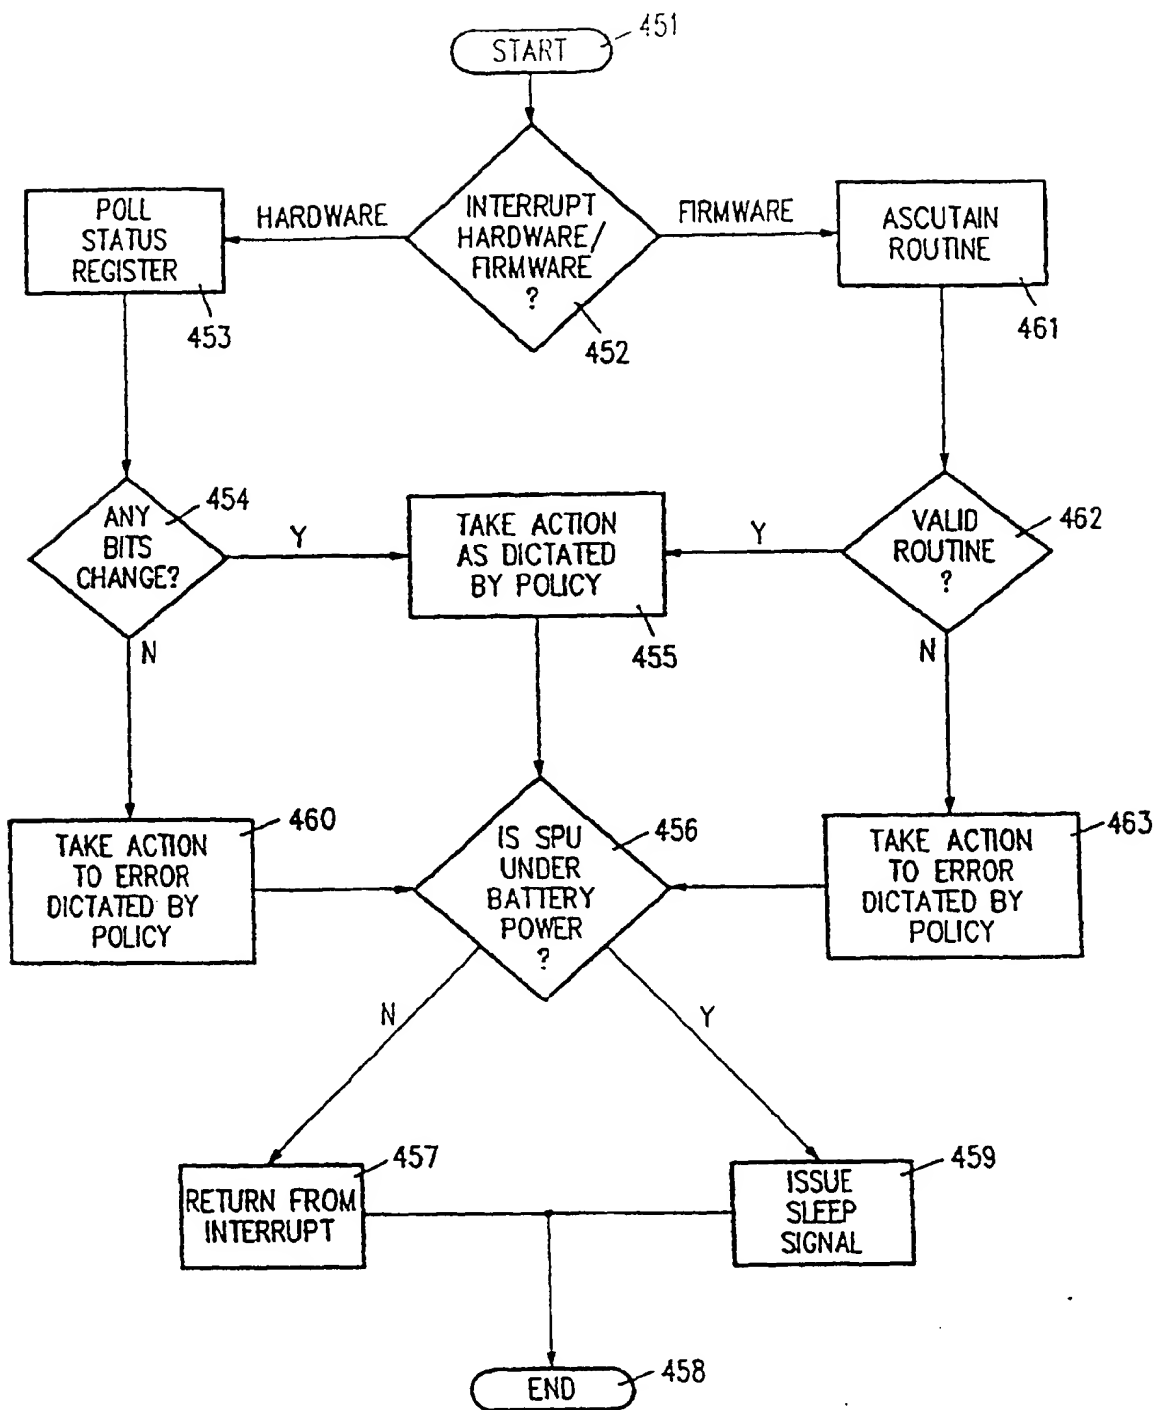 START
451
INTERRUPT
HARDWARE/
FIRMWARE
?
452
HARDWARE
FIRMWARE
POLL
STATUS
REGISTER
453
ASCUTAIN
ROUTINE
461
ANY
BITS
CHANGE?
454
Y
N
TAKE ACTION
AS DICTATED
BY POLICY
455
VALID
ROUTINE
?
462
Y
N
TAKE ACTION
TO ERROR
DICTATED BY
POLICY
460
IS SPU
UNDER
BATTERY
POWER
?
456
TAKE ACTION
TO ERROR
DICTATED BY
POLICY
463
N
Y
RETURN FROM
INTERRUPT
457
ISSUE
SLEEP
SIGNAL
459
END
458